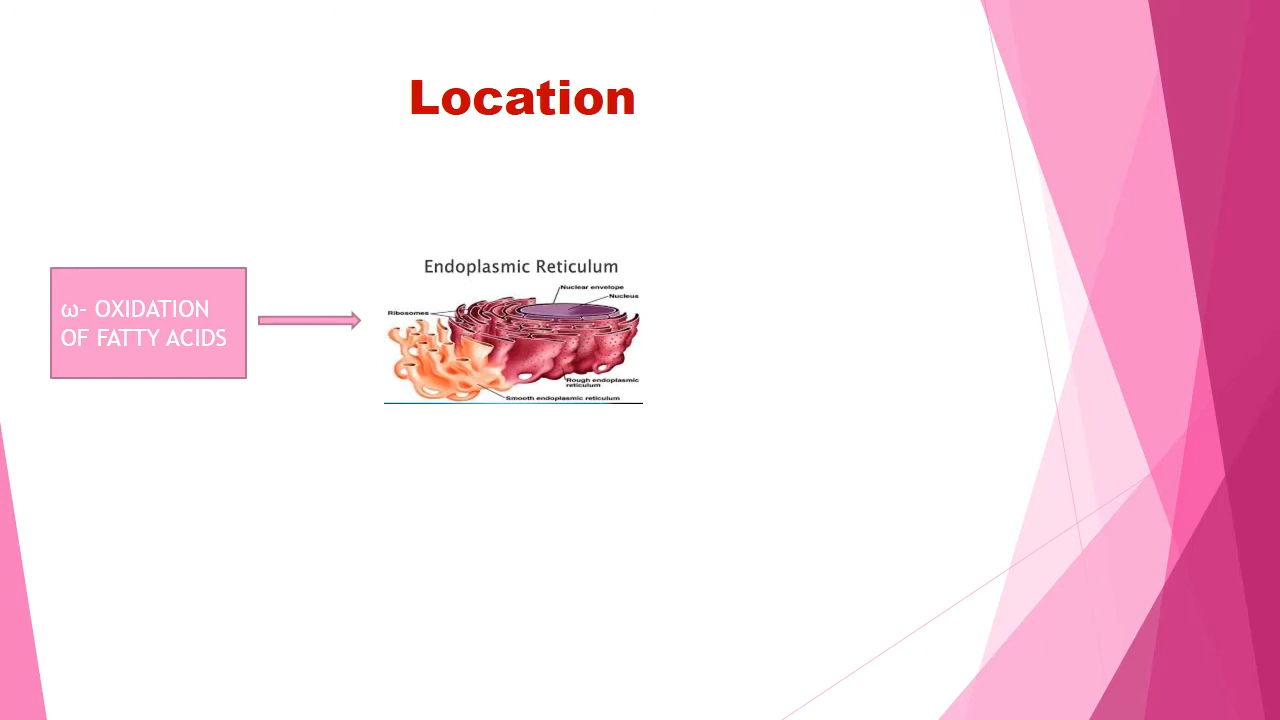 Location
ω- OXIDATION
OF FATTY ACIDS
Endoplasmic Reticulum
Nuclear envelope
Nucleus
Ribosomes
Rough endoplasmic
reticulum
Smooth endoplasmic reticulum